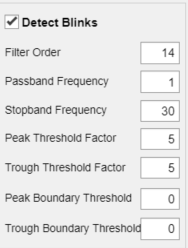 Detect Blinks
Filter Order 14
Passband Frequency 1
Stopband Frequency 30
Peak Threshold Factor 5
Trough Threshold Factor 5
Peak Boundary Threshold 0
Trough Boundary Threshold 0